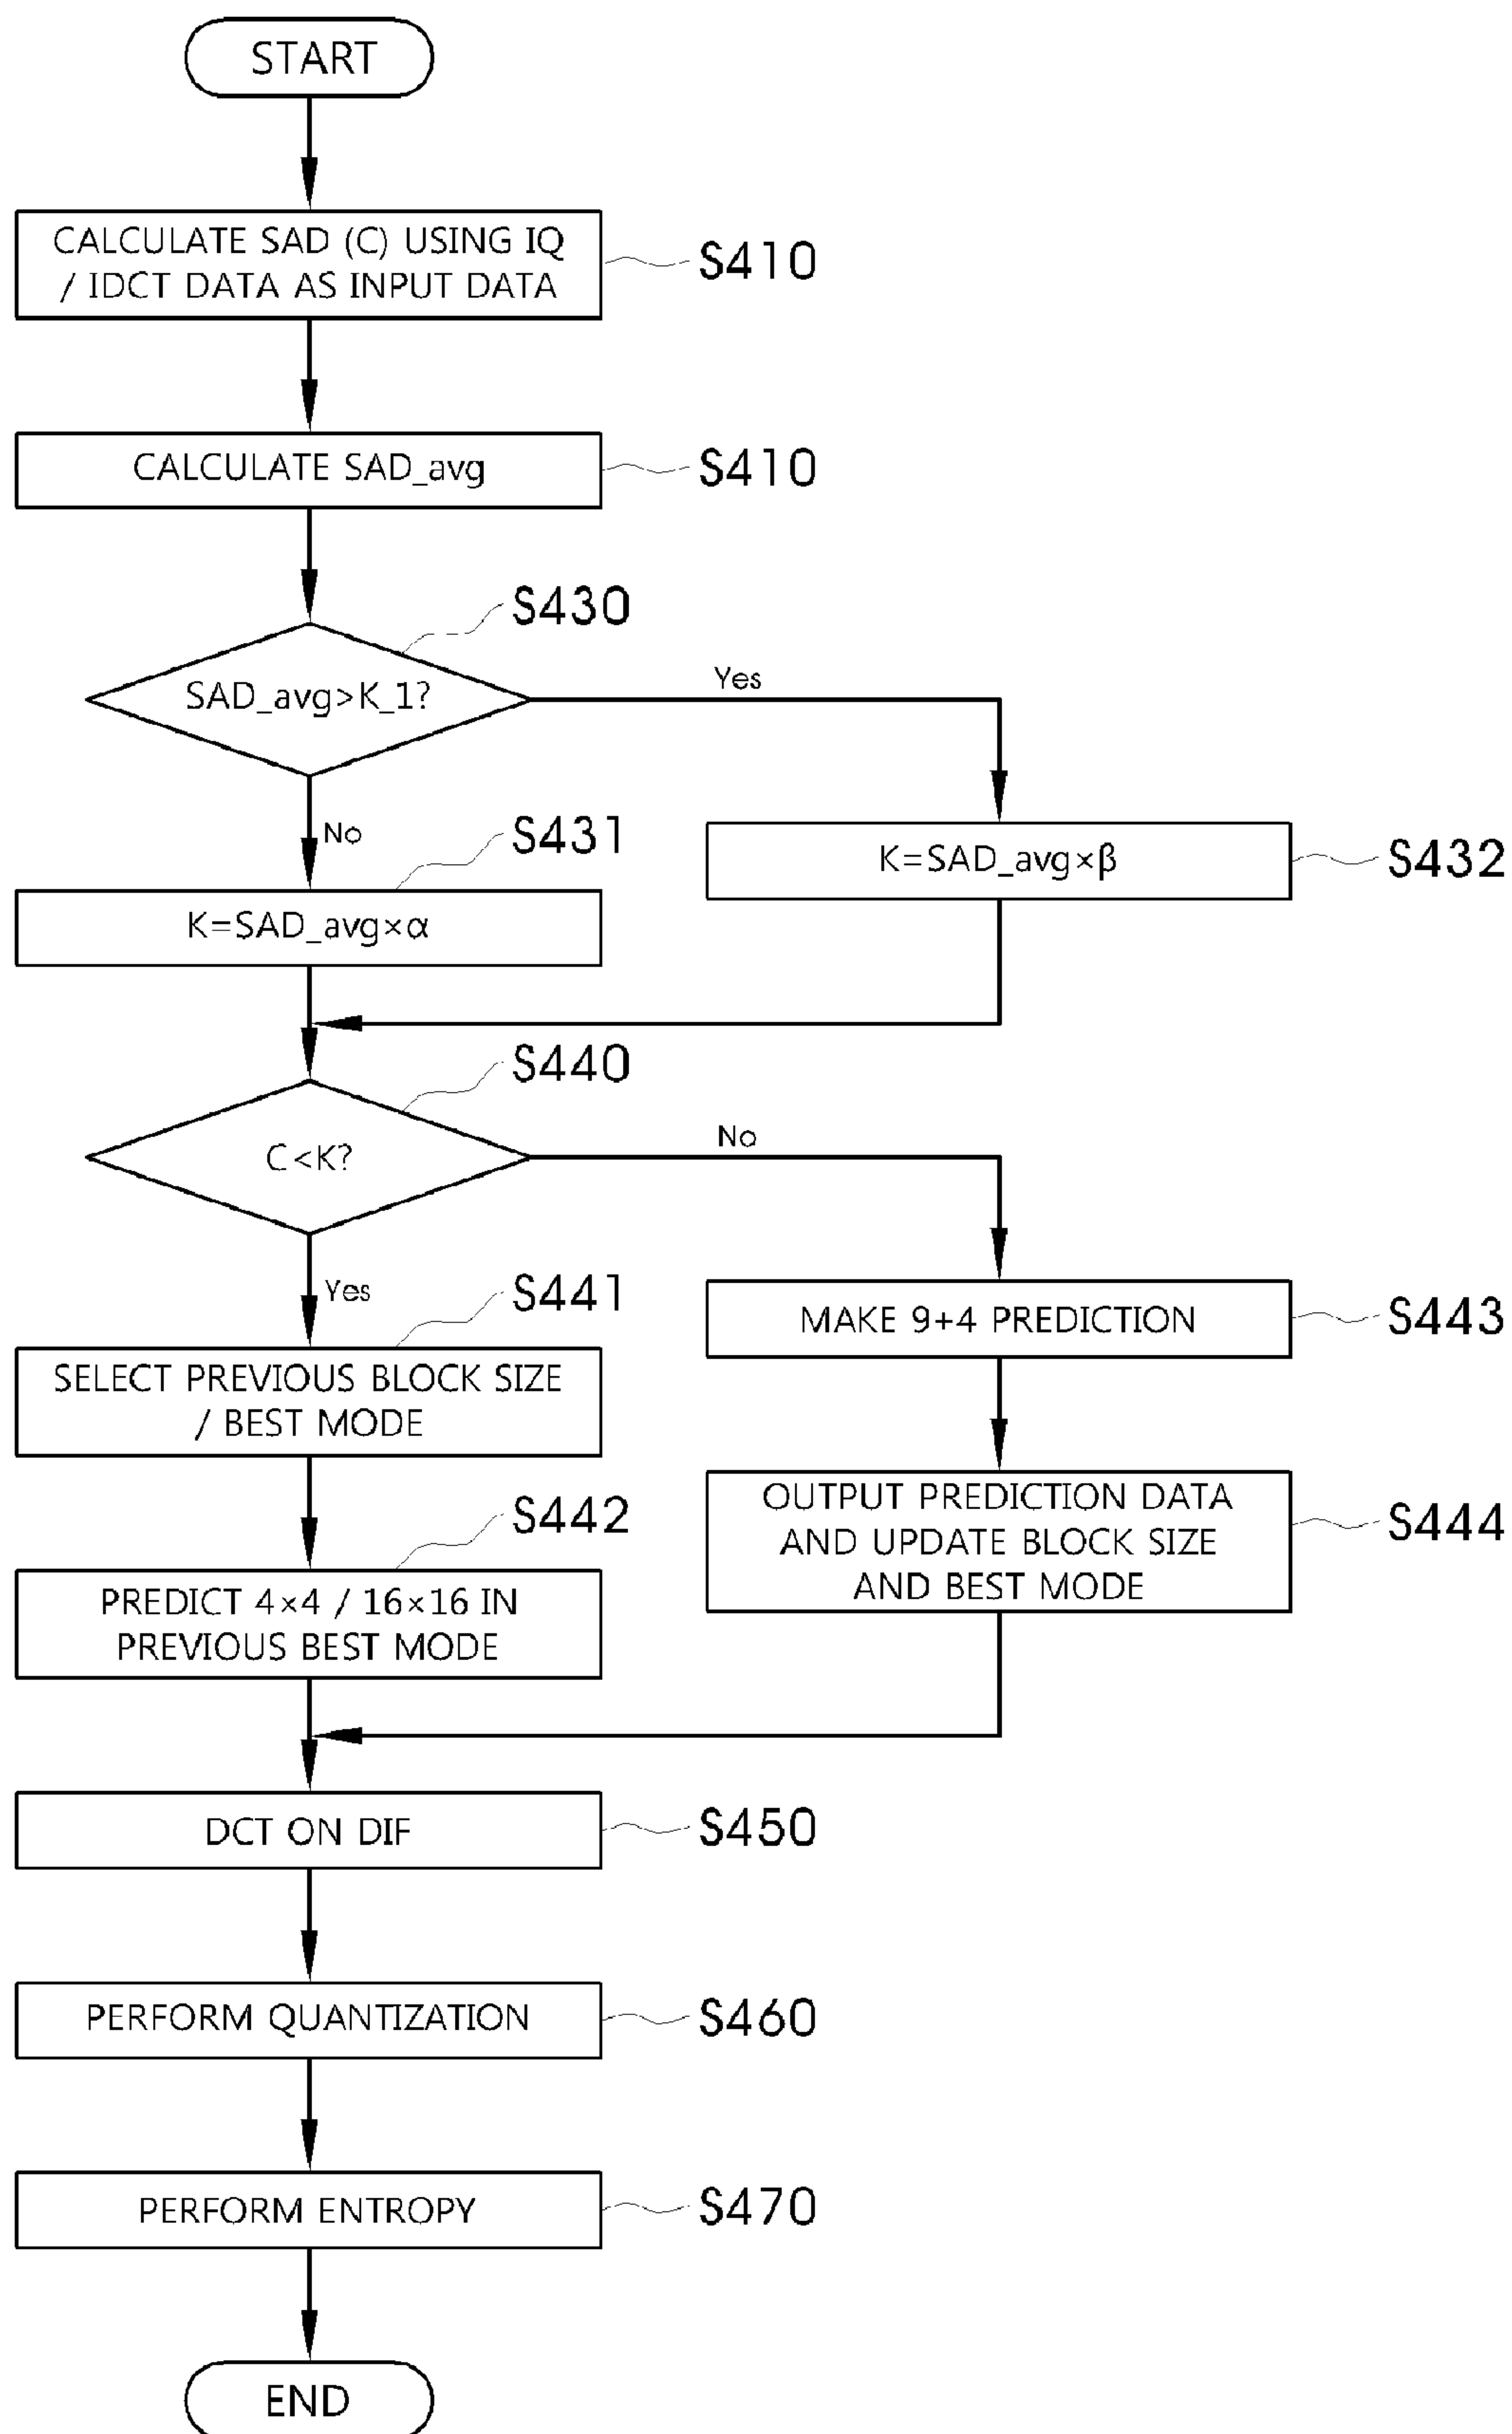 START
CALCULATE SAD (C) USING IQ
/ IDCT DATA AS INPUT DATA
S410
CALCULATE SAD_avg
S410
S430
SAD_avg>K_1?
Yes
No
S431
K=SAD_avg×α
K=SAD_avg×β
S432
S440
C<K?
No
Yes
S441
SELECT PREVIOUS BLOCK SIZE
/ BEST MODE
MAKE 9+4 PREDICTION
S443
S442
PREDICT 4×4 / 16×16 IN
PREVIOUS BEST MODE
OUTPUT PREDICTION DATA
AND UPDATE BLOCK SIZE
AND BEST MODE
S444
DCT ON DIF
S450
PERFORM QUANTIZATION
S460
PERFORM ENTROPY
S470
END